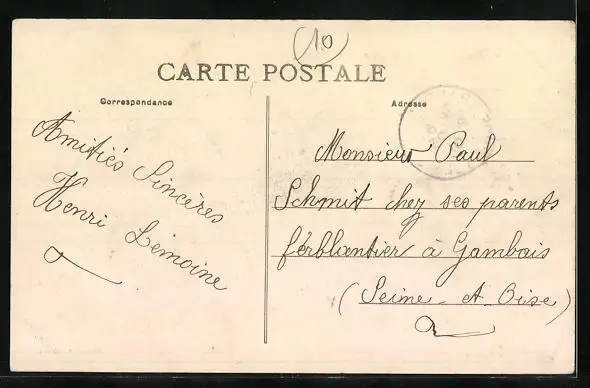 10
CARTE POSTALE
Correspondance
Adresse
Amitiés Sincères
Henri Lemoine
Monsieur Paul
Schmit chez ses parents
férblantier à Gambais
(Seine-et-Oise)